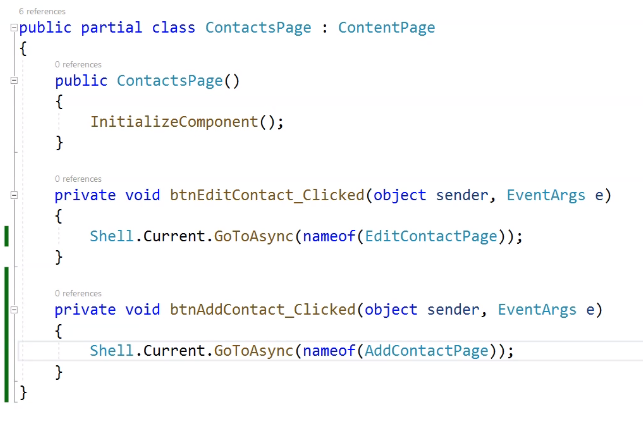 6 references
public partial class ContactsPage : ContentPage
{
0 references
public ContactsPage()
{
InitializeComponent();
}
0 references
private void btnEditContact_Clicked(object sender, EventArgs e)
{
Shell.Current.GoToAsync(nameof(EditContactPage));
}
0 references
private void btnAddContact_Clicked(object sender, EventArgs e)
{
Shell.Current.GoToAsync(nameof(AddContactPage));
}
}